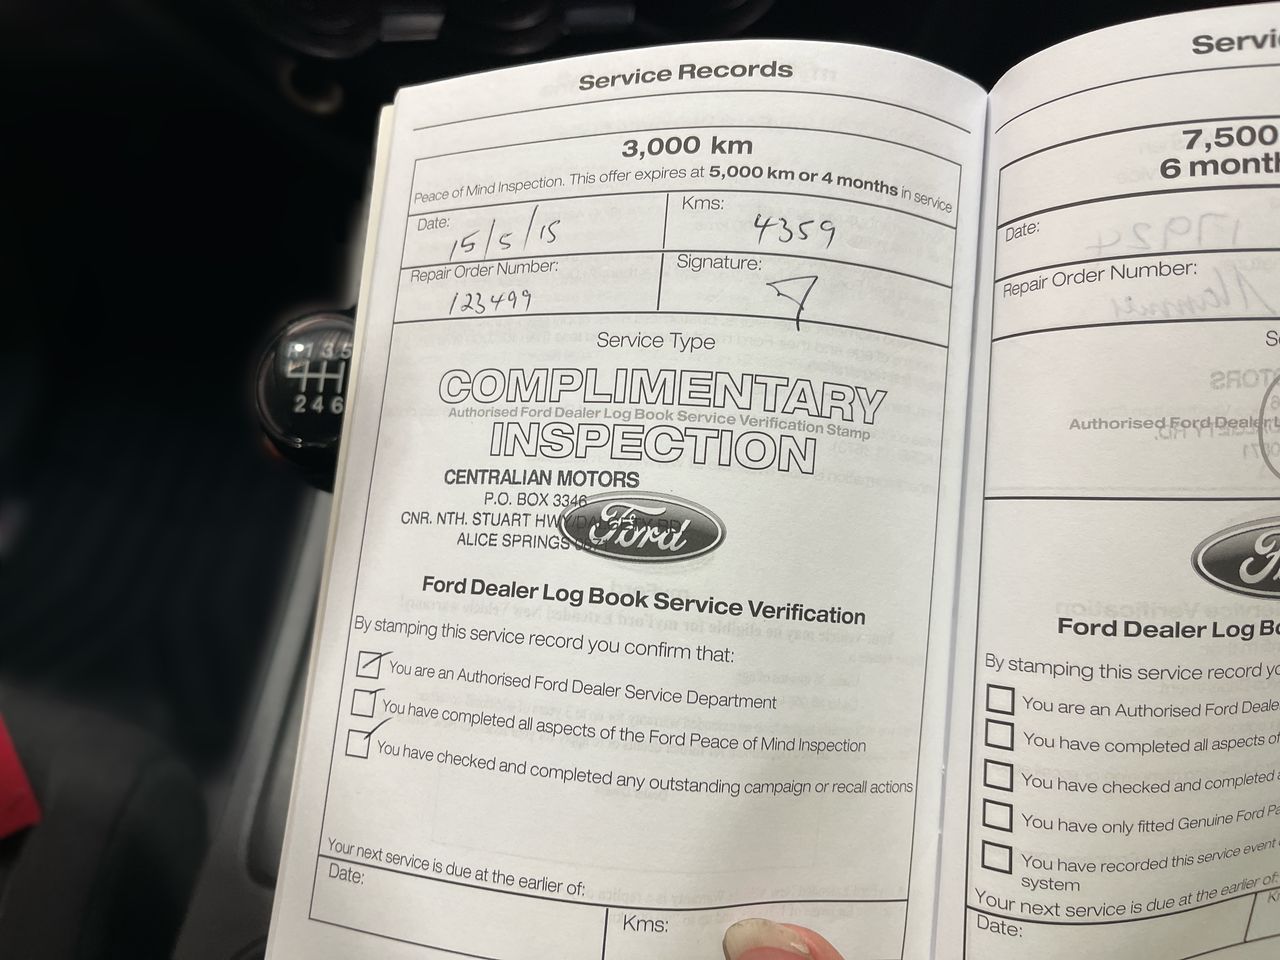 Service Records
3,000 km
Peace of Mind Inspection. This offer expires at 5,000 km or 4 months in service
Date: 15/5/15
Kms: 4359
Repair Order Number: 123499
Signature:
Service Type
COMPLIMENTARY
Authorised Ford Dealer Log Book Service Verification Stamp
INSPECTION
CENTRALIAN MOTORS
P.O. BOX 3346
CNR. NTH. STUART HWY/
ALICE SPRINGS
Ford
Ford Dealer Log Book Service Verification
By stamping this service record you confirm that:
You are an Authorised Ford Dealer Service Department
You have completed all aspects of the Ford Peace of Mind Inspection
You have checked and completed any outstanding campaign or recall actions
Your next service is due at the earlier of:
Date:
Kms:
7,500
Date:
Repair Order Number:
Authorised Ford Dealer
Ford Dealer Log
By stamping this service record
You are an Authorised Ford
You have completed all aspects
You have checked and completed
You have only fitted Genuine Ford
You have recorded this service event
system
Your next service is due at the earlier of:
Date:
R 1 3 5
2 4 6